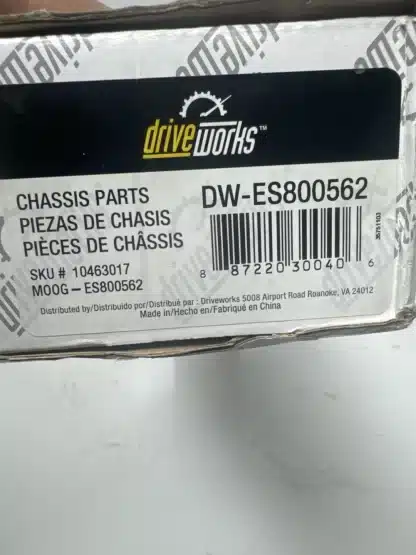 driveworks™
CHASSIS PARTS
PIEZAS DE CHASIS
PIÈCES DE CHÂSSIS
SKU # 10463017
MOOG – ES800562
DW-ES800562
8 87220 30040 6
Distributed by/Distribuido por/Distribué par : Driveworks 5008 Airport Road Roanoke, VA 24012
Made in/Hecho en/Fabriqué en China